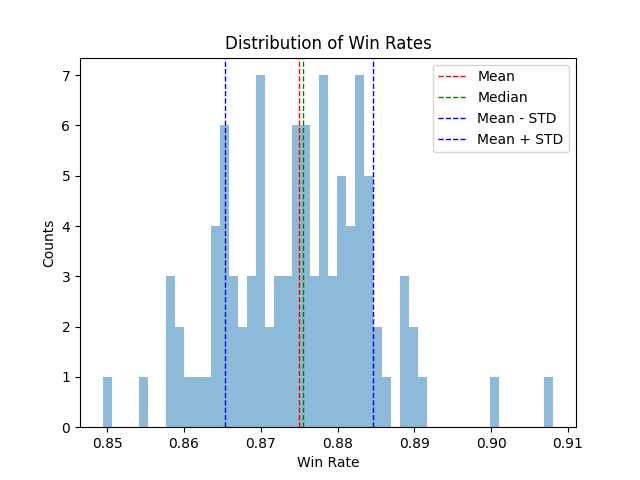 Distribution of Win Rates
Mean
Median
Mean - STD
Mean + STD
7
6
5
4
3
2
1
0
Counts
0.85 0.86 0.87 0.88 0.89 0.90 0.91
Win Rate